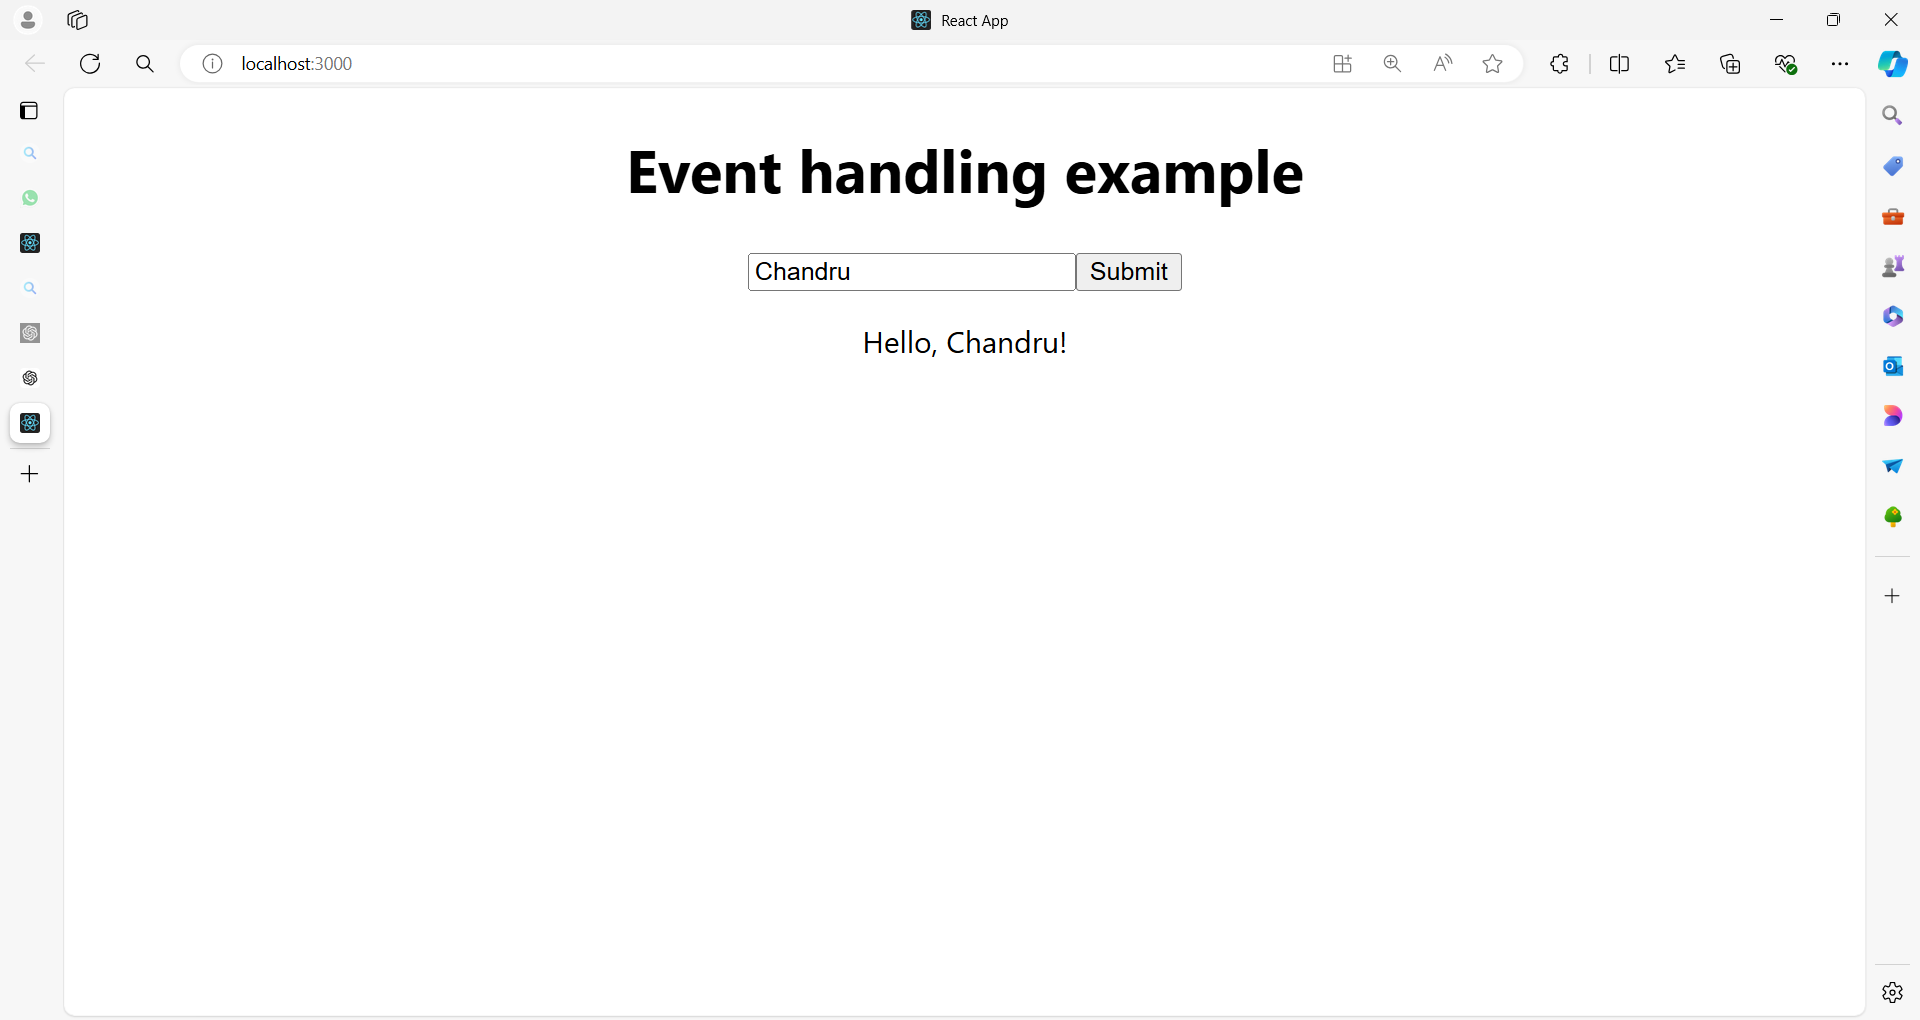 React App
localhost:3000
Event handling example
Chandru
Submit
Hello, Chandru!